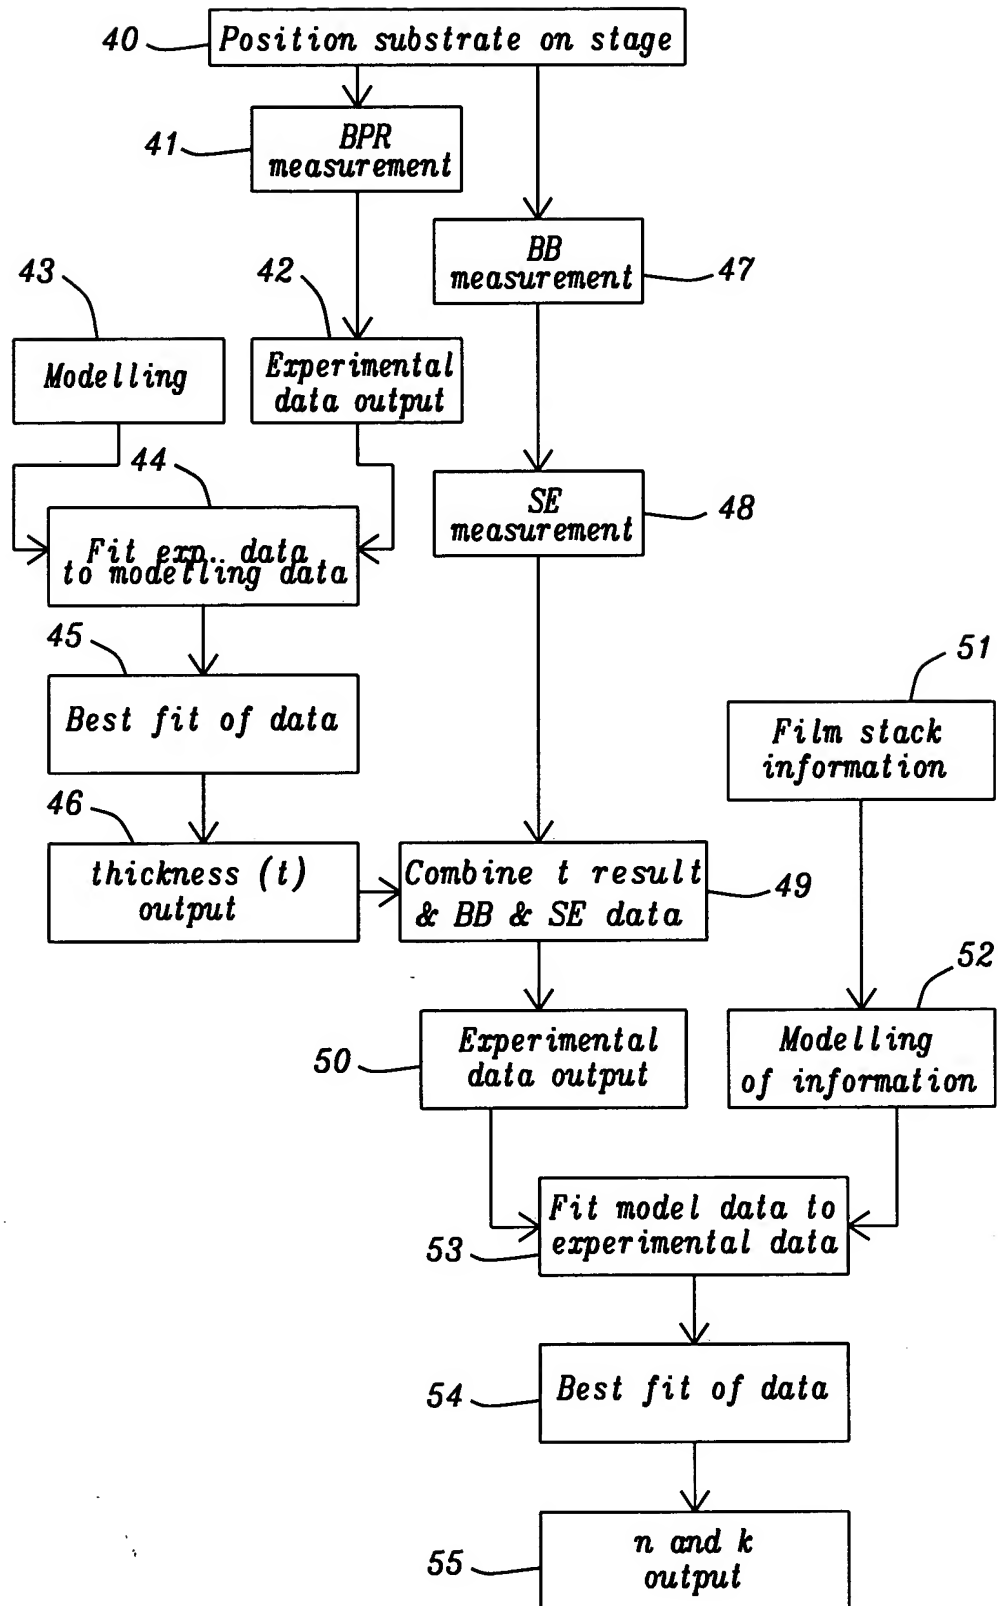 40
Position substrate on stage
41
BPR
measurement
BB
measurement
47
43
42
Modelling
Experimental
data output
44
SE
measurement
48
Fit exp. data
to modelling data
45
Best fit of data
51
Film stack
information
46
thickness (t)
output
Combine t result
& BB & SE data
49
52
50
Experimental
data output
Modelling
of information
Fit model data to
experimental data
53
54
Best fit of data
55
n and k
output